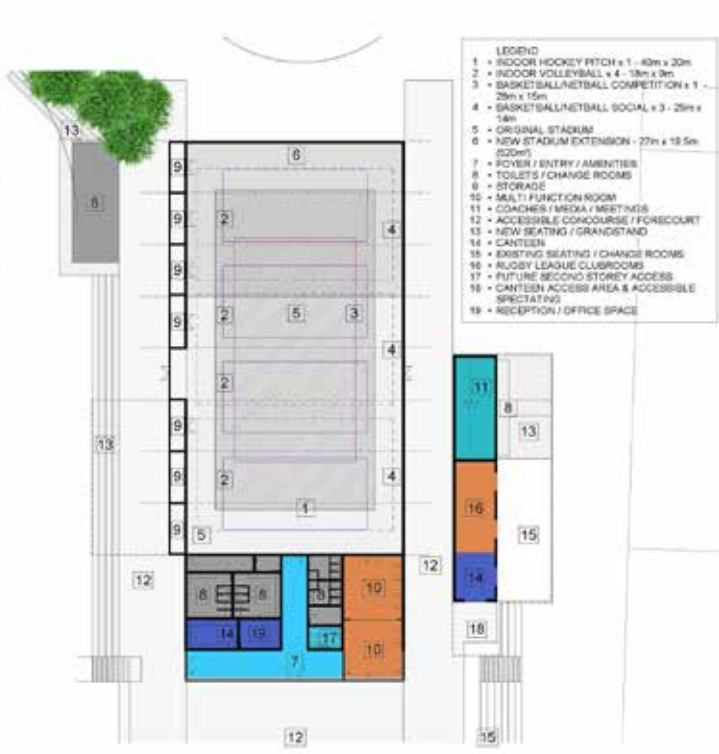 LEGEND
1 • INDOOR HOCKEY PITCH x 1 - 40m x 20m
2 • INDOOR VOLLEYBALL x 4 - 18m x 9m
3 • BASKETBALL/NETBALL COMPETITION x 1 -
28m x 15m
4 • BASKETBALL/NETBALL SOCIAL x 3 - 25m x
14m
5 • ORIGINAL STADIUM
6 • NEW STADIUM EXTENSION - 27m x 19.5m
(520m²)
7 • FOYER / ENTRY / AMENITIES
8 • TOILETS / CHANGE ROOMS
9 • STORAGE
10 • MULTI FUNCTION ROOM
11 • COACHES / MEDIA / MEETINGS
12 • ACCESSIBLE CONCOURSE / FORECOURT
13 • NEW SEATING / GRANDSTAND
14 • CANTEEN
15 • EXISTING SEATING / CHANGE ROOMS
16 • RUGBY LEAGUE CLUBROOMS
17 • FUTURE SECOND STOREY ACCESS
18 • CANTEEN ACCESS AREA & ACCESSIBLE
SPECTATING
19 • RECEPTION / OFFICE SPACE
13
6
9
8
9
2
4
9
9
2
5
3
4
2
11
8
9
13
13
9
2
4
1
16
9
5
15
12
12
8
8
8
10
14
14
19
17
18
7
10
12
15